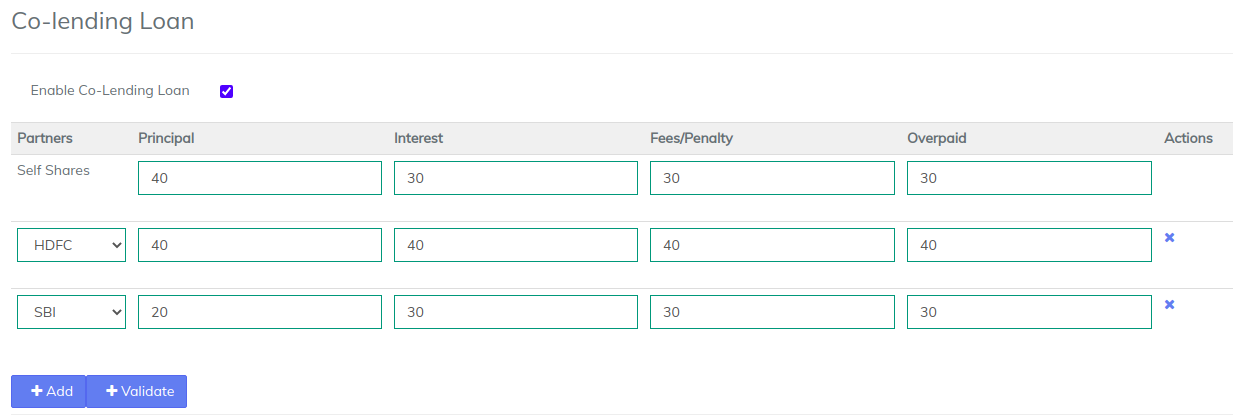 Co-lending Loan
Enable Co-Lending Loan
Partners Principal Interest Fees/Penalty Overpaid Actions
Self Shares 40 30 30 30
HDFC 40 40 40 40
SBI 20 30 30 30
Add Validate